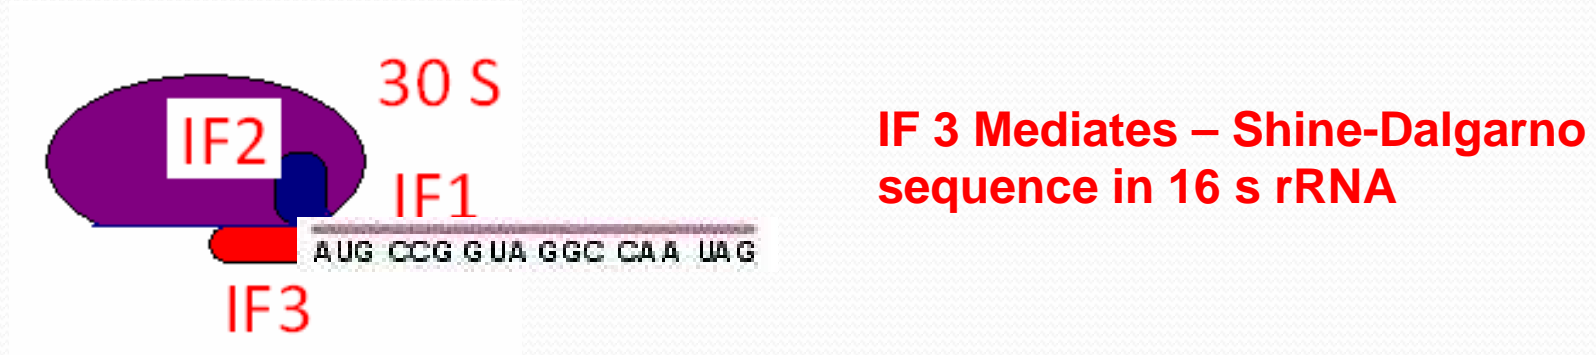 30 S
IF2
IF1
AUG CCG GUA GGC CAA UAG
IF3
IF 3 Mediates – Shine-Dalgarno
sequence in 16 s rRNA